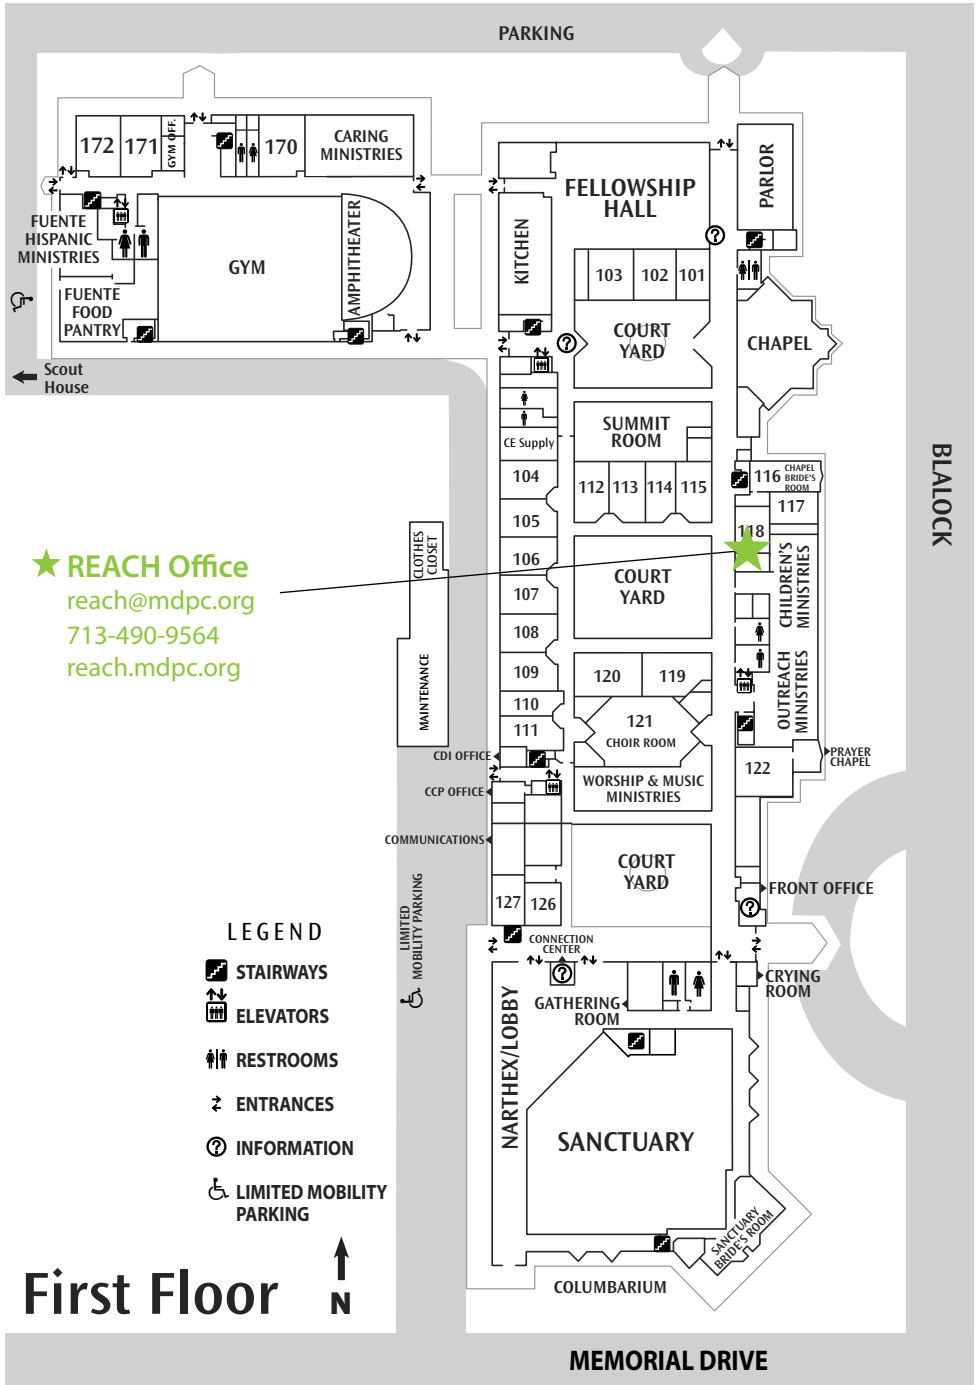 PARKING
172
171
GYM OFF.
170
CARING
MINISTRIES
PARLOR
FELLOWSHIP
HALL
KITCHEN
FUENTE
HISPANIC
MINISTRIES
GYM
AMPHITHEATER
103
102
101
FUENTE
FOOD
PANTRY
COURT
YARD
CHAPEL
Scout
House
SUMMIT
ROOM
CE Supply
104
112
113
114
115
116
CHAPEL
BRIDE'S
ROOM
117
118
BLALOCK
105
106
107
108
109
110
111
CLOTHES
CLOSET
MAINTENANCE
COURT
YARD
CHILDREN'S
MINISTRIES
OUTREACH
MINISTRIES
REACH Office
reach@mdpc.org
713-490-9564
reach.mdpc.org
120
119
121
CHOIR ROOM
WORSHIP & MUSIC
MINISTRIES
122
PRAYER
CHAPEL
CDI OFFICE
CCP OFFICE
COMMUNICATIONS
COURT
YARD
FRONT OFFICE
127
126
LIMITED
MOBILITY PARKING
CONNECTION
CENTER
GATHERING
ROOM
CRYING
ROOM
NARTHEX/LOBBY
SANCTUARY
SANCTUARY
BRIDE'S ROOM
COLUMBARIUM
LEGEND
STAIRWAYS
ELEVATORS
RESTROOMS
ENTRANCES
? INFORMATION
LIMITED MOBILITY
PARKING
First Floor
N
MEMORIAL DRIVE